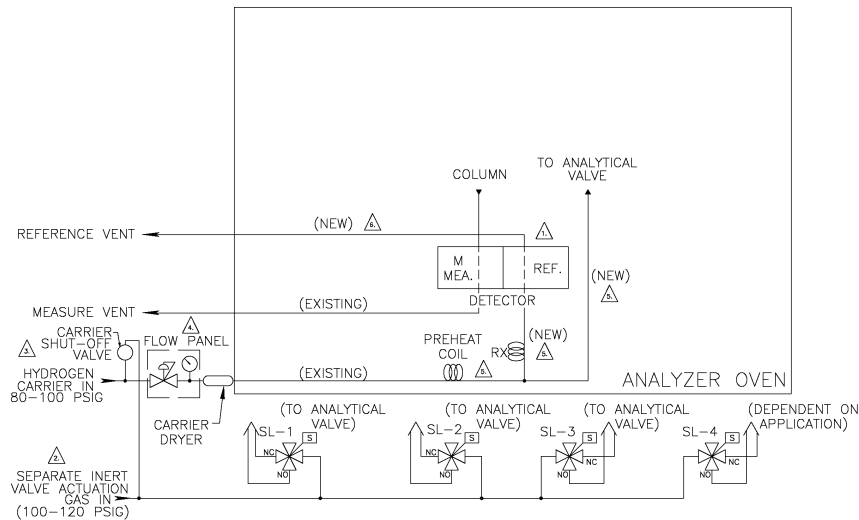 COLUMN
TO ANALYTICAL
VALVE
REFERENCE VENT
(NEW) 6.
1.
M
MEA.
REF.
DETECTOR
(NEW)
5.
MEASURE VENT
(EXISTING)
CARRIER
SHUT-OFF
VALVE
3.
4.
FLOW PANEL
HYDROGEN
CARRIER IN
80-100 PSIG
(EXISTING)
PREHEAT
COIL
5.
RX
(NEW)
5.
ANALYZER OVEN
CARRIER
DRYER
(TO ANALYTICAL
VALVE)
SL-1
S
NC
NO
(TO ANALYTICAL
VALVE)
SL-2
S
NC
NO
(TO ANALYTICAL
VALVE)
SL-3
S
NC
NO
(DEPENDENT ON
APPLICATION)
SL-4
S
NC
NO
2.
SEPARATE INERT
VALVE ACTUATION
GAS IN
(100-120 PSIG)